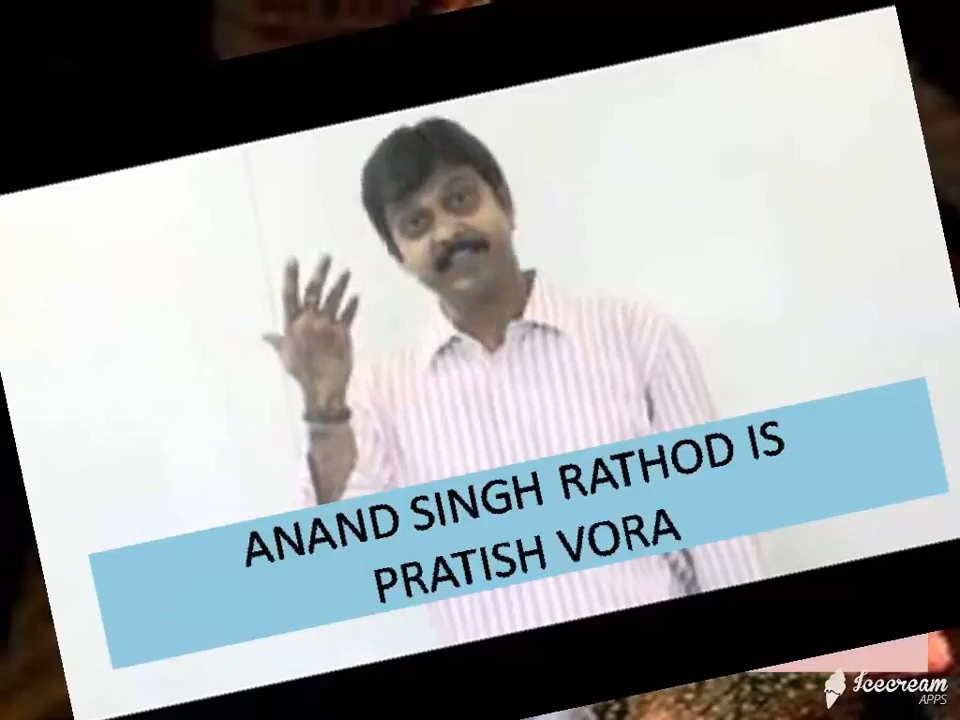 ANAND SINGH RATHOD IS
PRATISH VORA
Icecream
APPS